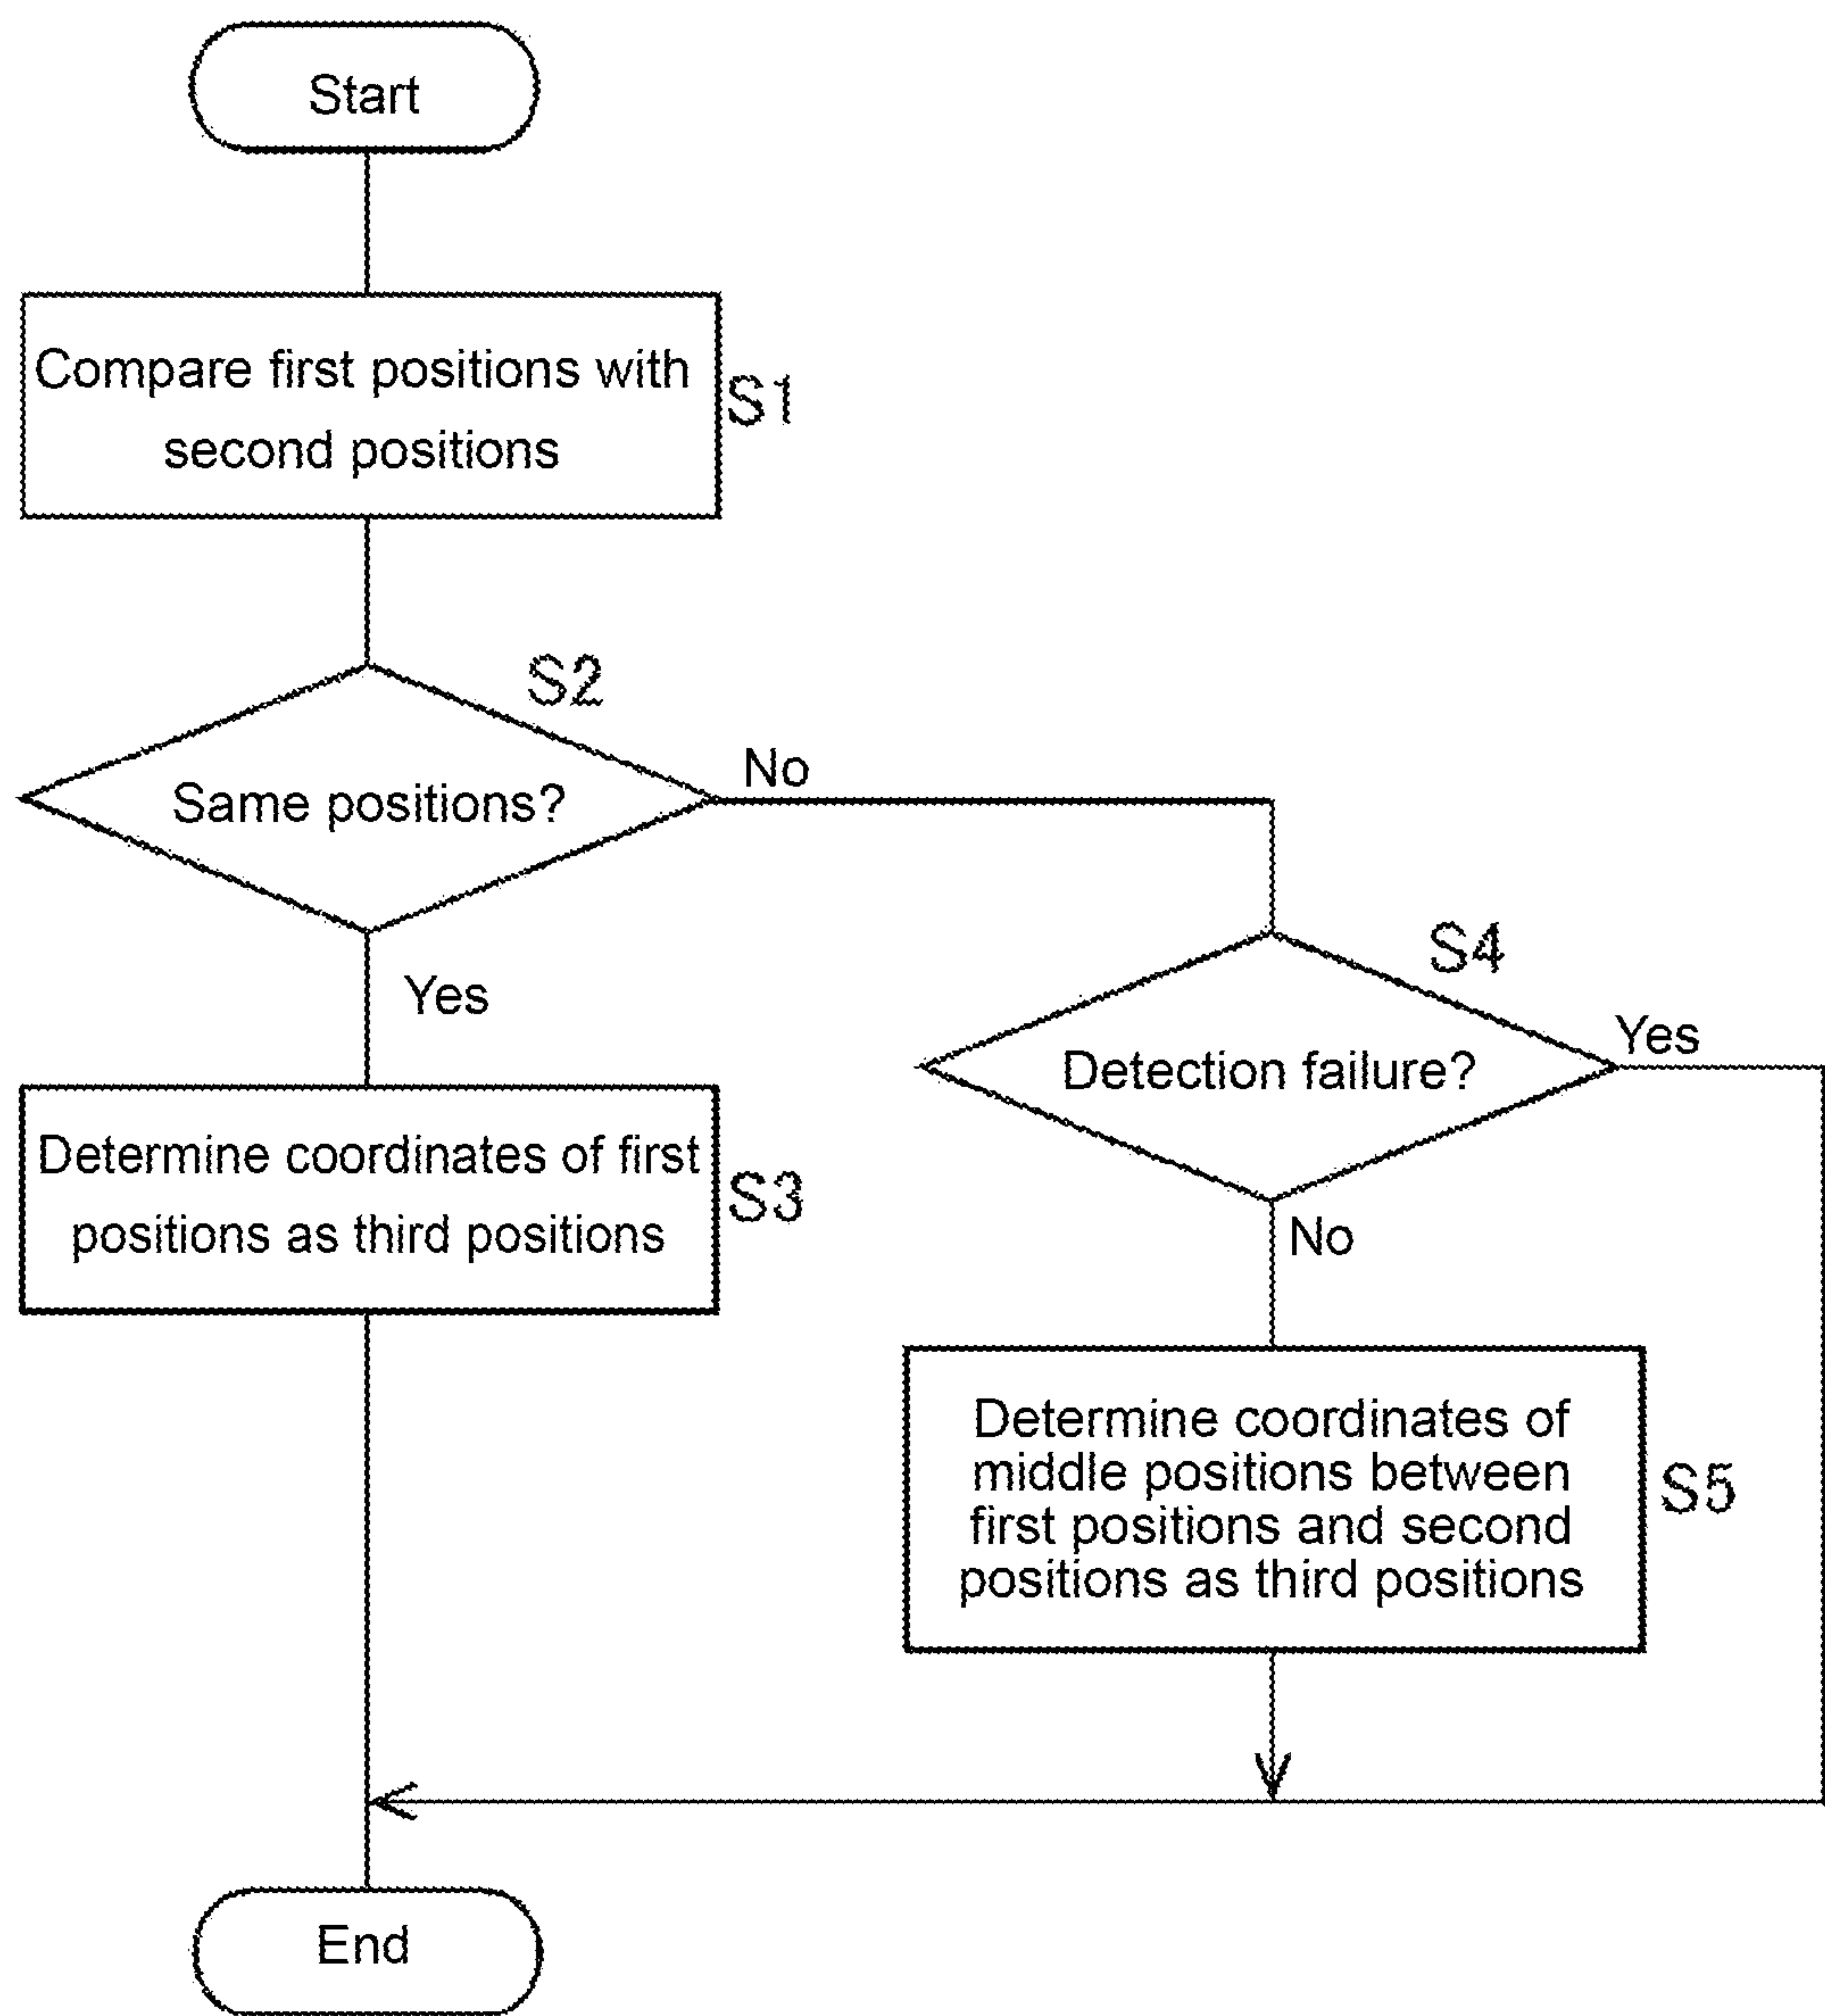 Start
Compare first positions with
second positions
S1
S2
Same positions?
No
Yes
S4
Detection failure?
Yes
Determine coordinates of first
positions as third positions
S3
No
Determine coordinates of
middle positions between
first positions and second
positions as third positions
S5
End